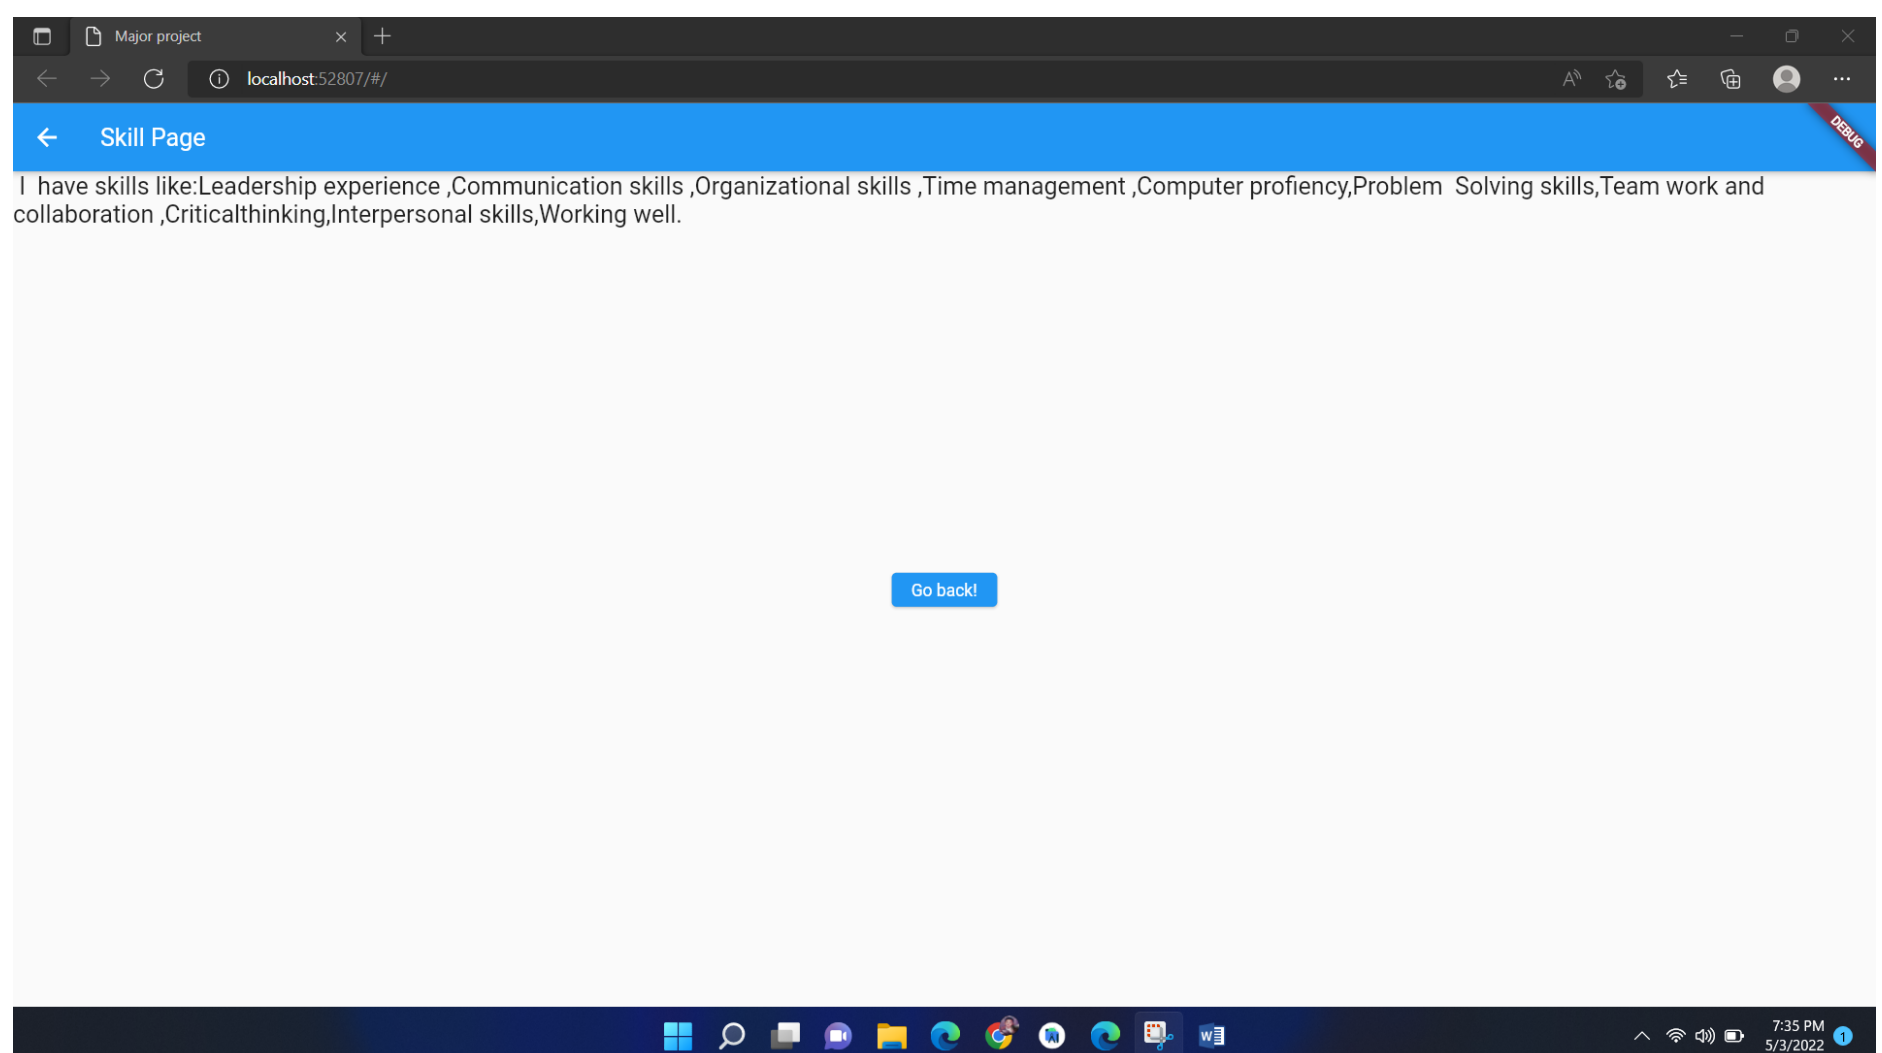 Major project
localhost:52807/#/
Skill Page
DEBUG
I  have skills like:Leadership experience ,Communication skills ,Organizational skills ,Time management ,Computer profiency,Problem  Solving skills,Team work and
collaboration ,Criticalthinking,Interpersonal skills,Working well.
Go back!
7:35 PM
5/3/2022
1